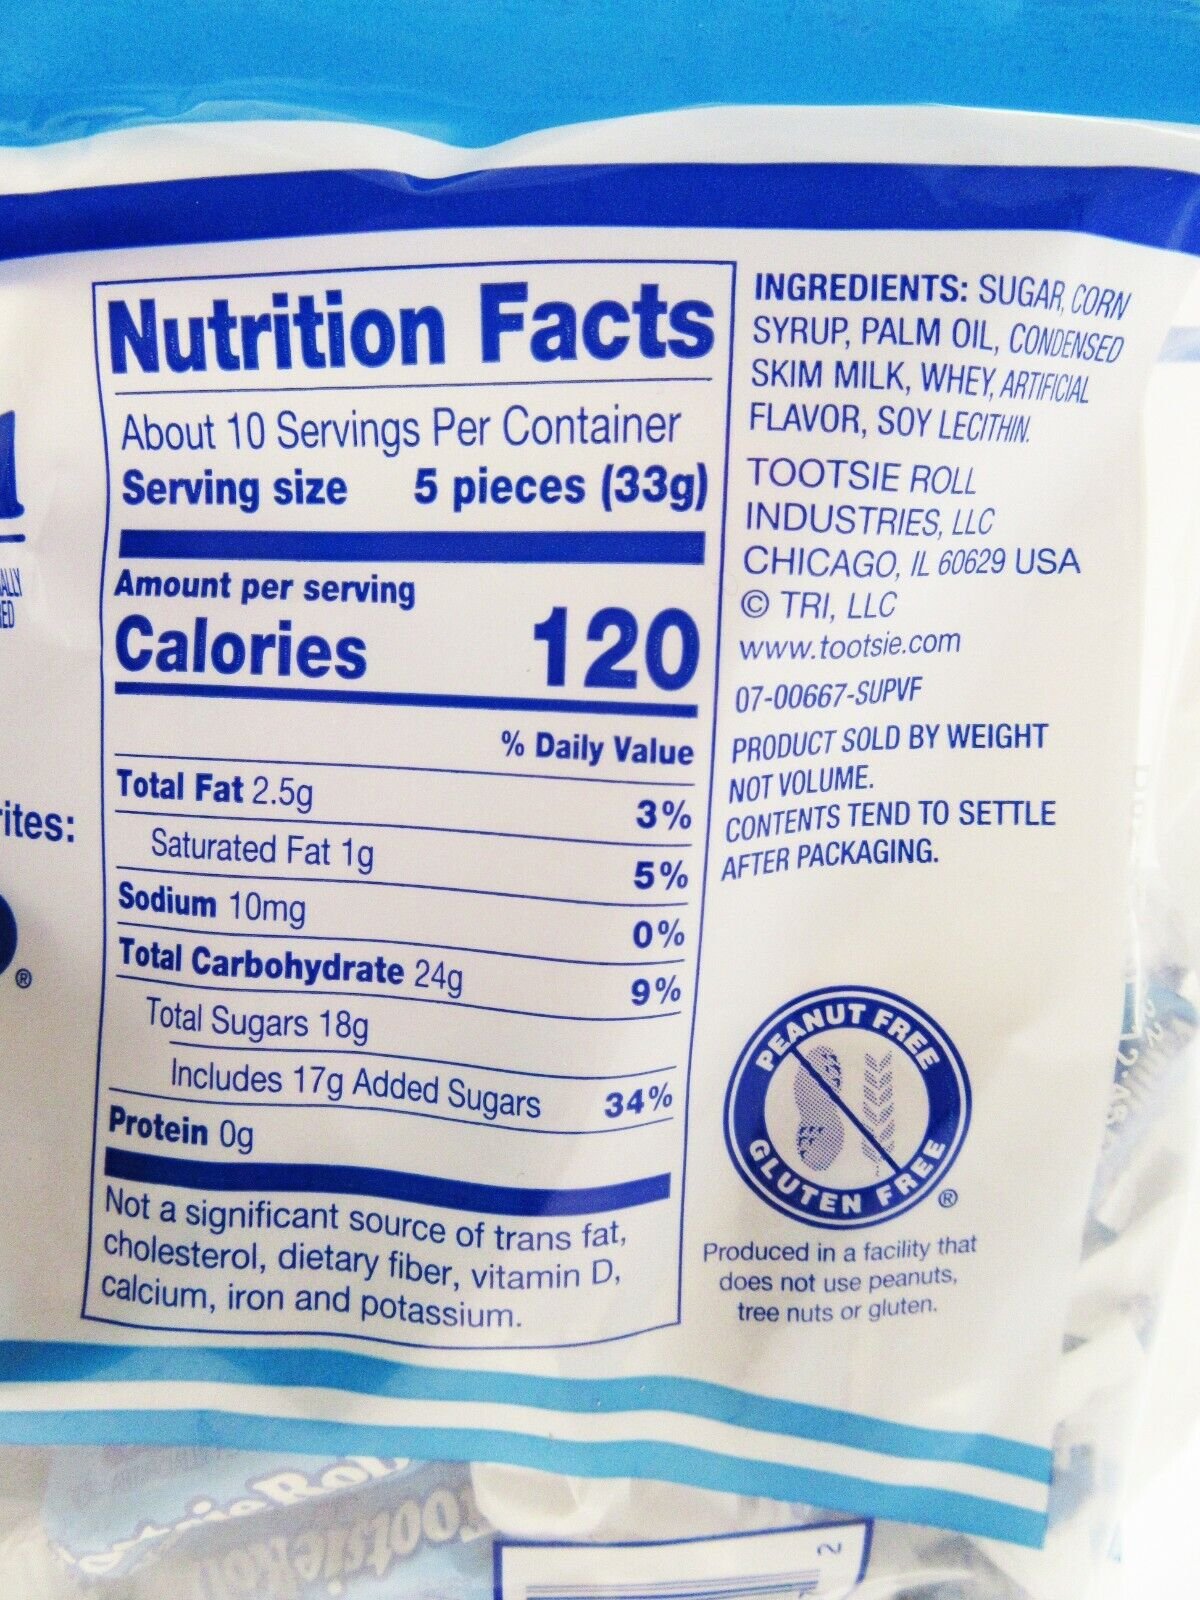 Nutrition Facts
About 10 Servings Per Container
Serving size 5 pieces (33g)
Amount per serving
Calories 120
% Daily Value
Total Fat 2.5g 3%
Saturated Fat 1g 5%
Sodium 10mg 0%
Total Carbohydrate 24g 9%
Total Sugars 18g
Includes 17g Added Sugars 34%
Protein 0g
Not a significant source of trans fat,
cholesterol, dietary fiber, vitamin D,
calcium, iron and potassium.
INGREDIENTS: SUGAR, CORN
SYRUP, PALM OIL, CONDENSED
SKIM MILK, WHEY, ARTIFICIAL
FLAVOR, SOY LECITHIN.
TOOTSIE ROLL
INDUSTRIES, LLC
CHICAGO, IL 60629 USA
© TRI, LLC
www.tootsie.com
07-00667-SUPVF
PRODUCT SOLD BY WEIGHT
NOT VOLUME.
CONTENTS TEND TO SETTLE
AFTER PACKAGING.
PEANUT FREE
GLUTEN FREE ®
Produced in a facility that
does not use peanuts,
tree nuts or gluten.
rites:
®
Tootsie Roll
2